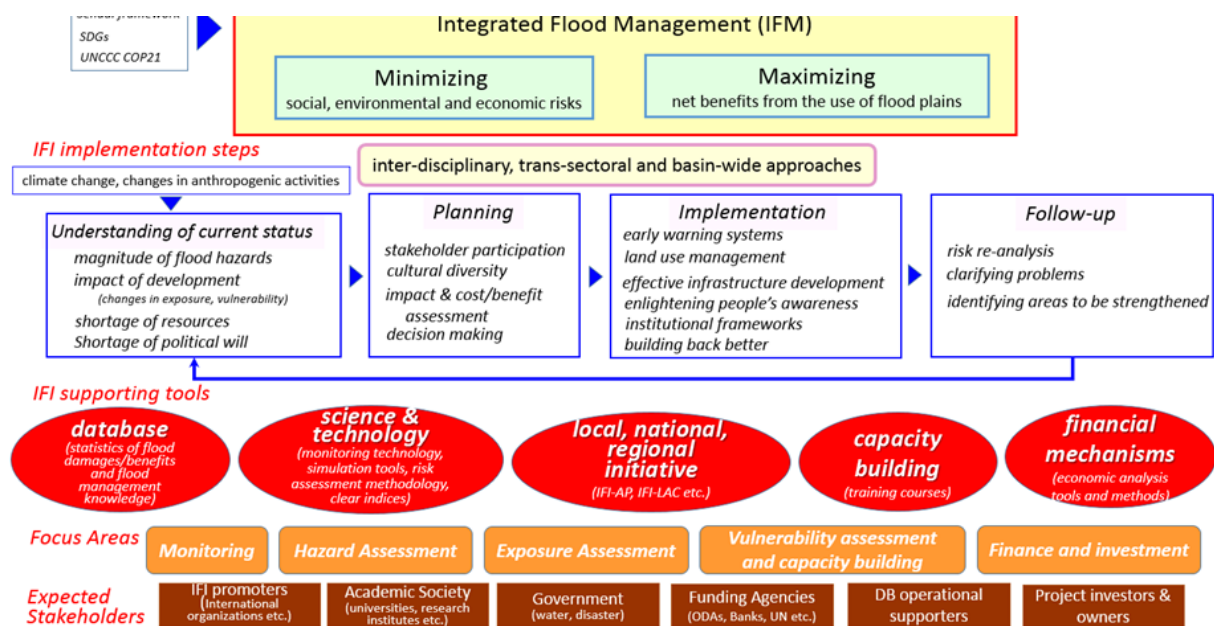 Sendai framework
SDGs
UNCCC COP21
Integrated Flood Management (IFM)
Minimizing
social, environmental and economic risks
Maximizing
net benefits from the use of flood plains
IFI implementation steps
inter-disciplinary, trans-sectoral and basin-wide approaches
climate change, changes in anthropogenic activities
Understanding of current status
magnitude of flood hazards
impact of development
(changes in exposure, vulnerability)
shortage of resources
Shortage of political will
Planning
stakeholder participation
cultural diversity
impact & cost/benefit
assessment
decision making
Implementation
early warning systems
land use management
effective infrastructure development
enlightening people's awareness
institutional frameworks
building back better
Follow-up
risk re-analysis
clarifying problems
identifying areas to be strengthened
IFI supporting tools
database
(statistics of flood
damages/benefits
and flood
management
knowledge)
science &
technology
(monitoring technology,
simulation tools, risk
assessment methodology,
clear indices)
local, national,
regional
initiative
(IFI-AP, IFI-LAC etc.)
capacity
building
(training courses)
financial
mechanisms
(economic analysis
tools and methods)
Focus Areas
Monitoring
Hazard Assessment
Exposure Assessment
Vulnerability assessment
and capacity building
Finance and investment
Expected
Stakeholders
IFI promoters
(International
organizations etc.)
Academic Society
(universities, research
institutes etc.)
Government
(water, disaster)
Funding Agencies
(ODAs, Banks, UN etc.)
DB operational
supporters
Project investors &
owners